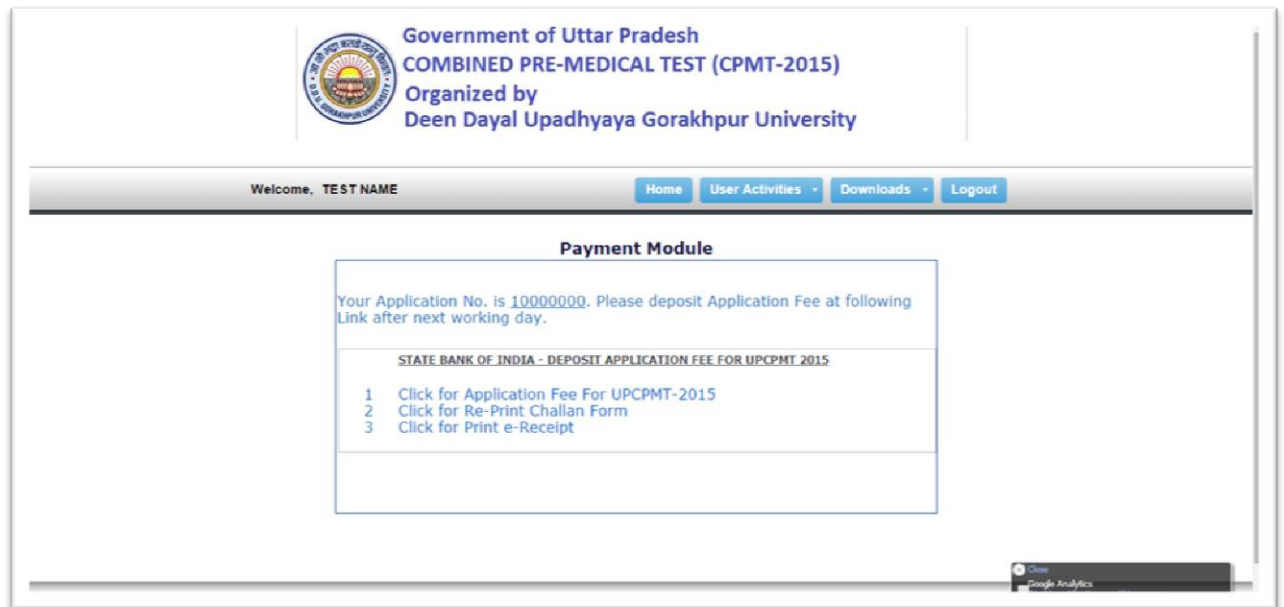 Government of Uttar Pradesh
COMBINED PRE-MEDICAL TEST (CPMT-2015)
Organized by
Deen Dayal Upadhyaya Gorakhpur University
Welcome, TEST NAME
Home User Activities Downloads Logout
Payment Module
Your Application No. is 10000000. Please deposit Application Fee at following
Link after next working day.
STATE BANK OF INDIA - DEPOSIT APPLICATION FEE FOR UPCPMT 2015
1 Click for Application Fee For UPCPMT-2015
2 Click for Re-Print Challan Form
3 Click for Print e-Receipt
Close
Google Analytics